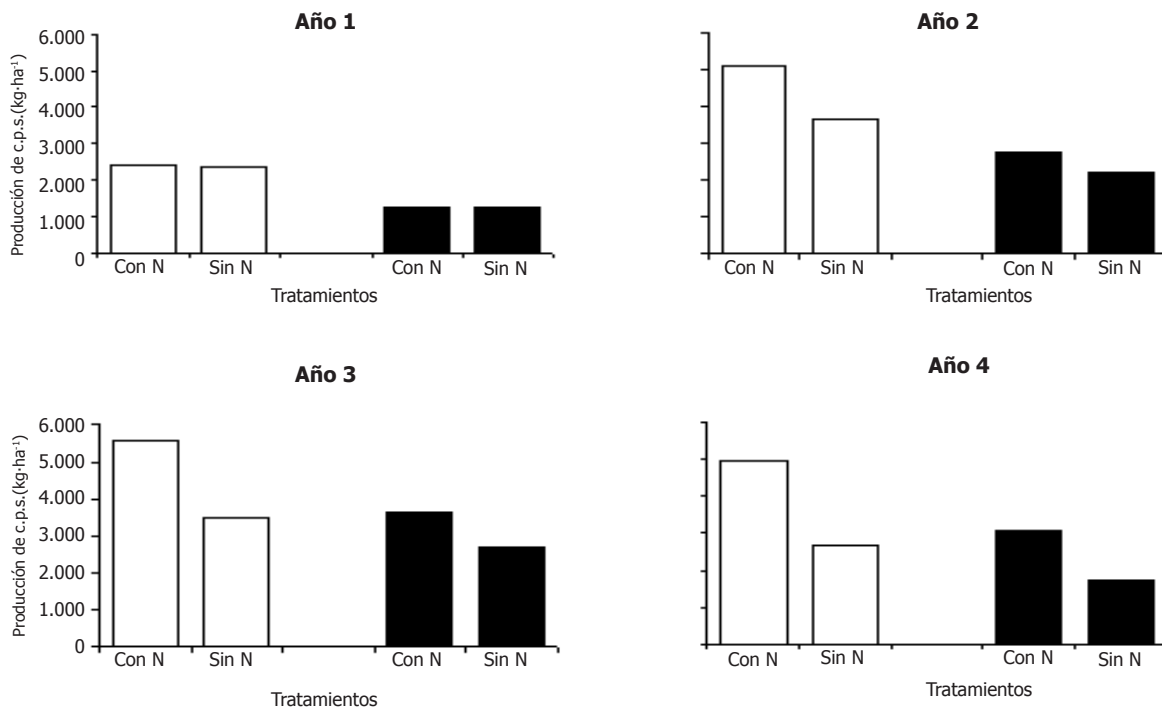 Año 1
Producción de c.p.s.(kg·ha⁻¹)
6.000
5.000
4.000
3.000
2.000
1.000
0
Con N Sin N Con N Sin N
Tratamientos
Año 2
Con N Sin N Con N Sin N
Tratamientos
Año 3
Producción de c.p.s.(kg·ha⁻¹)
6.000
5.000
4.000
3.000
2.000
1.000
0
Con N Sin N Con N Sin N
Tratamientos
Año 4
Con N Sin N Con N Sin N
Tratamientos